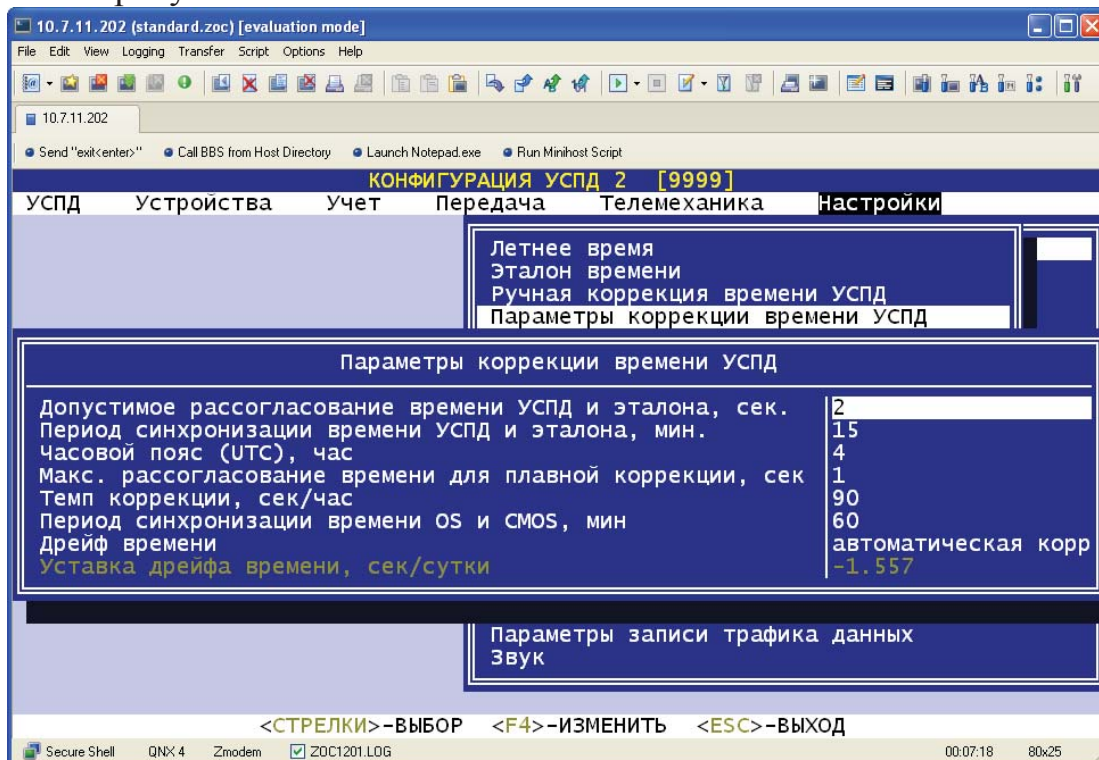 10.7.11.202 (standard.zoc) [evaluation mode]
File Edit View Logging Transfer Script Options Help
10.7.11.202
Send "exit<enter>" Call BBS from Host Directory Launch Notepad.exe Run Minihost Script
КОНФИГУРАЦИЯ УСПД 2 [9999]
УСПД Устройства Учет Передача Телемеханика Настройки
Летнее время
Эталон времени
Ручная коррекция времени УСПД
Параметры коррекции времени УСПД
Параметры коррекции времени УСПД
Допустимое рассогласование времени УСПД и эталона, сек. 2
Период синхронизации времени УСПД и эталона, мин. 15
Часовой пояс (UTC), час 4
Макс. рассогласование времени для плавной коррекции, сек 1
Темп коррекции, сек/час 90
Период синхронизации времени OS и CMOS, мин 60
Дрейф времени автоматическая корр
Уставка дрейфа времени, сек/сутки -1.557
Параметры записи трафика данных
Звук
<СТРЕЛКИ>-ВЫБОР <F4>-ИЗМЕНИТЬ <ESC>-ВЫХОД
Secure Shell QNX 4 Zmodem ZOC1201.LOG 00:07:18 80x25